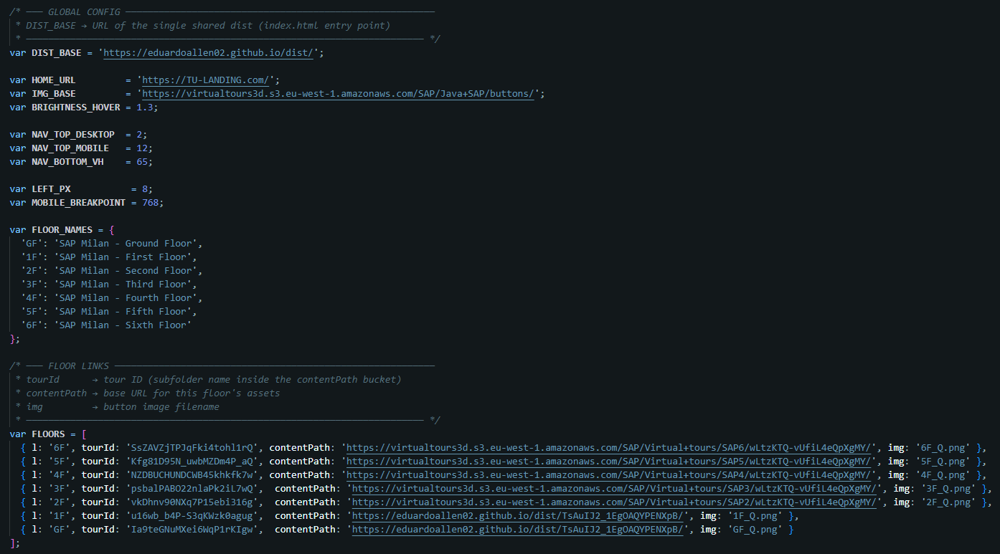 /* ── GLOBAL CONFIG ────────────────────────────────────────────────────────
 * DIST_BASE → URL of the single shared dist (index.html entry point)
 * ──────────────────────────────────────────────────────────────────────── */
var DIST_BASE = 'https://eduardoallen02.github.io/dist/';
var HOME_URL         = 'https://TU-LANDING.com/';
var IMG_BASE         = 'https://virtualtours3d.s3.eu-west-1.amazonaws.com/SAP/Java+SAP/buttons/';
var BRIGHTNESS_HOVER = 1.3;
var NAV_TOP_DESKTOP  = 2;
var NAV_TOP_MOBILE   = 12;
var NAV_BOTTOM_VH    = 65;
var LEFT_PX           = 8;
var MOBILE_BREAKPOINT = 768;
var FLOOR_NAMES = {
  'GF': 'SAP Milan - Ground Floor',
  '1F': 'SAP Milan - First Floor',
  '2F': 'SAP Milan - Second Floor',
  '3F': 'SAP Milan - Third Floor',
  '4F': 'SAP Milan - Fourth Floor',
  '5F': 'SAP Milan - Fifth Floor',
  '6F': 'SAP Milan - Sixth Floor'
};
/* ── FLOOR LINKS ──────────────────────────────────────────────────────────
 * tourId      → tour ID (subfolder name inside the contentPath bucket)
 * contentPath → base URL for this floor's assets
 * img         → button image filename
 * ──────────────────────────────────────────────────────────────────────── */
var FLOORS = [
  { l: '6F', tourId: 'SsZAVZjTPJqFki4tohl1rQ', contentPath: 'https://virtualtours3d.s3.eu-west-1.amazonaws.com/SAP/Virtual+tours/SAP6/wLtzKTQ-vUfiL4eQpXgMY/', img: '6F_Q.png' },
  { l: '5F', tourId: 'Kfg81D95N_uwbMZDm4P_aQ', contentPath: 'https://virtualtours3d.s3.eu-west-1.amazonaws.com/SAP/Virtual+tours/SAP5/wLtzKTQ-vUfiL4eQpXgMY/', img: '5F_Q.png' },
  { l: '4F', tourId: 'NZDBUCHUNDCWB45khkfk7w', contentPath: 'https://virtualtours3d.s3.eu-west-1.amazonaws.com/SAP/Virtual+tours/SAP4/wLtzKTQ-vUfiL4eQpXgMY/', img: '4F_Q.png' },
  { l: '3F', tourId: 'psbalPABO22nlaPk2iL7wQ',  contentPath: 'https://virtualtours3d.s3.eu-west-1.amazonaws.com/SAP/Virtual+tours/SAP3/wLtzKTQ-vUfiL4eQpXgMY/', img: '3F_Q.png' },
  { l: '2F', tourId: 'vkDhnv90NXq7P15ebi316g',  contentPath: 'https://virtualtours3d.s3.eu-west-1.amazonaws.com/SAP/Virtual+tours/SAP2/wLtzKTQ-vUfiL4eQpXgMY/', img: '2F_Q.png' },
  { l: '1F', tourId: 'u16wb_b4P-S3qKWzk0agug',  contentPath: 'https://eduardoallen02.github.io/dist/TsAuIJ2_1EgOAQYPENXpB/', img: '1F_Q.png' },
  { l: 'GF', tourId: 'Ia9teGNuMXei6WqP1rKIgw',  contentPath: 'https://eduardoallen02.github.io/dist/TsAuIJ2_1EgOAQYPENXpB/', img: 'GF_Q.png' }
];